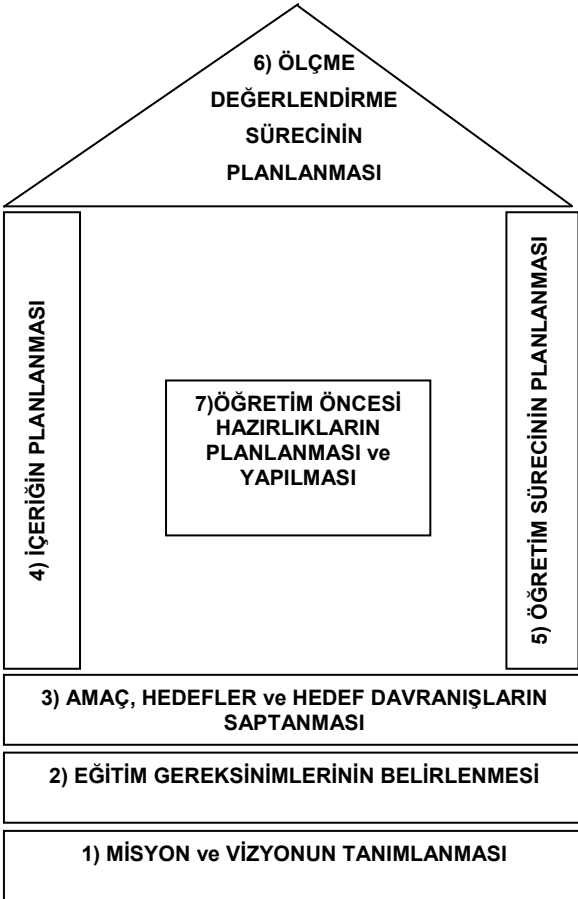 6) ÖLÇME
DEĞERLENDİRME
SÜRECİNİN
PLANLANMASI
4) İÇERİĞİN PLANLANMASI
7)ÖĞRETİM ÖNCESİ
HAZIRLIKLARIN
PLANLANMASI ve
YAPILMASI
5) ÖĞRETİM SÜRECİNİN PLANLANMASI
3) AMAÇ, HEDEFLER ve HEDEF DAVRANIŞLARIN
SAPTANMASI
2) EĞİTİM GEREKSİNİMLERİNİN BELİRLENMESİ
1) MİSYON ve VİZYONUN TANIMLANMASI